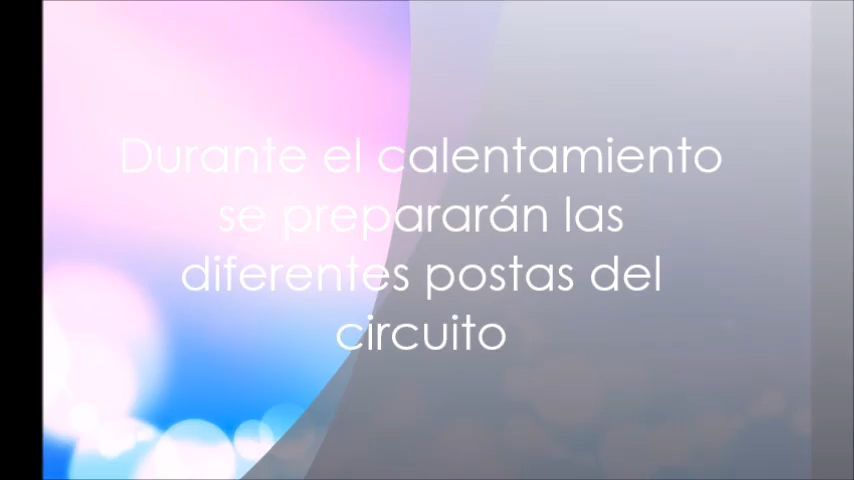 Durante el calentamiento
se prepararán las
diferentes postas del
circuito